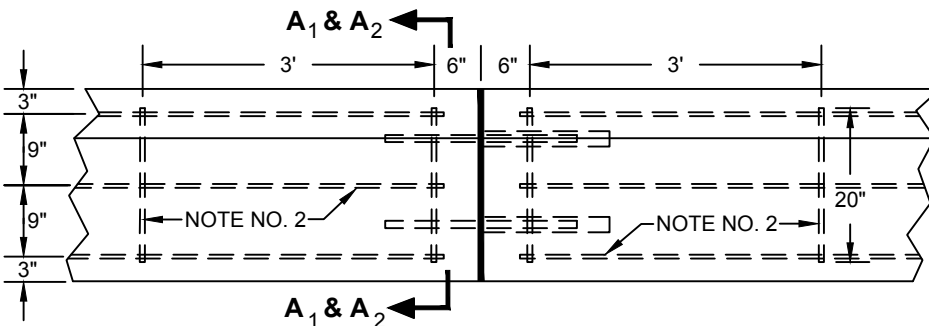 A1 & A2
3' 6" 6" 3'
3"
9"
9"
3"
20"
NOTE NO. 2
NOTE NO. 2
A1 & A2